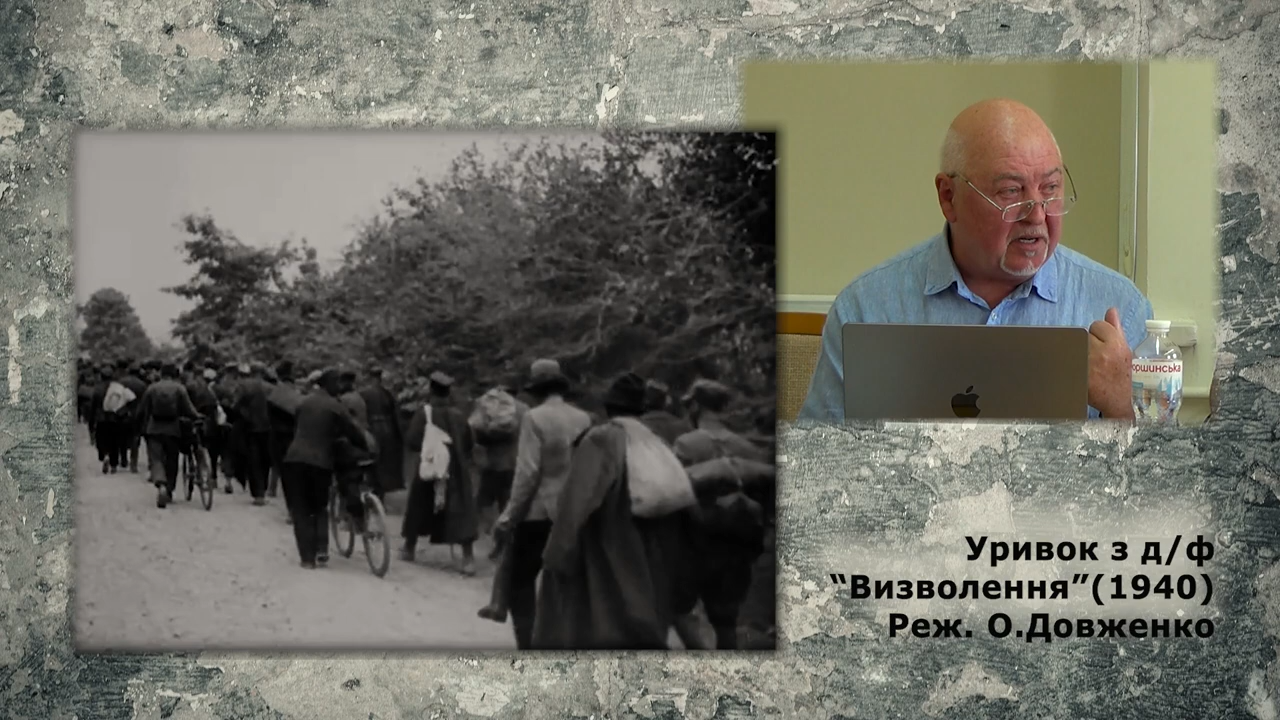 Уривок з д/ф
“Визволення”(1940)
Реж. О.Довженко